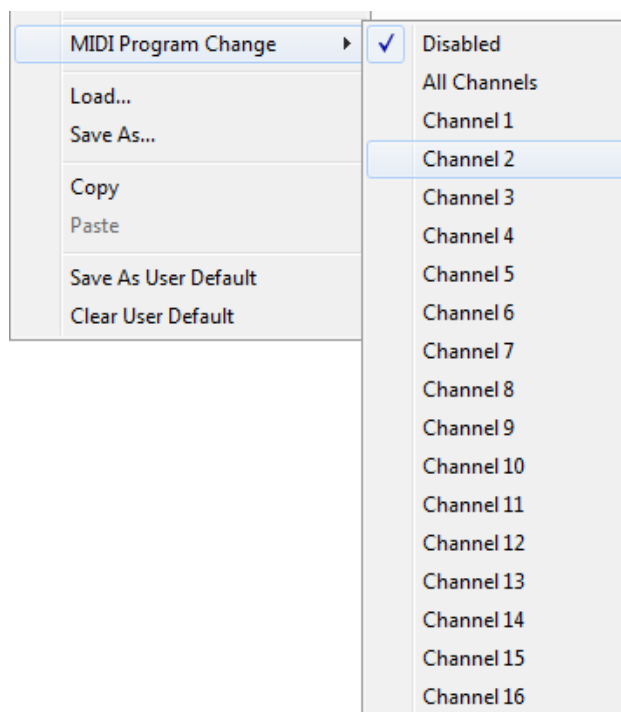 MIDI Program Change
Load...
Save As...
Copy
Paste
Save As User Default
Clear User Default
Disabled
All Channels
Channel 1
Channel 2
Channel 3
Channel 4
Channel 5
Channel 6
Channel 7
Channel 8
Channel 9
Channel 10
Channel 11
Channel 12
Channel 13
Channel 14
Channel 15
Channel 16